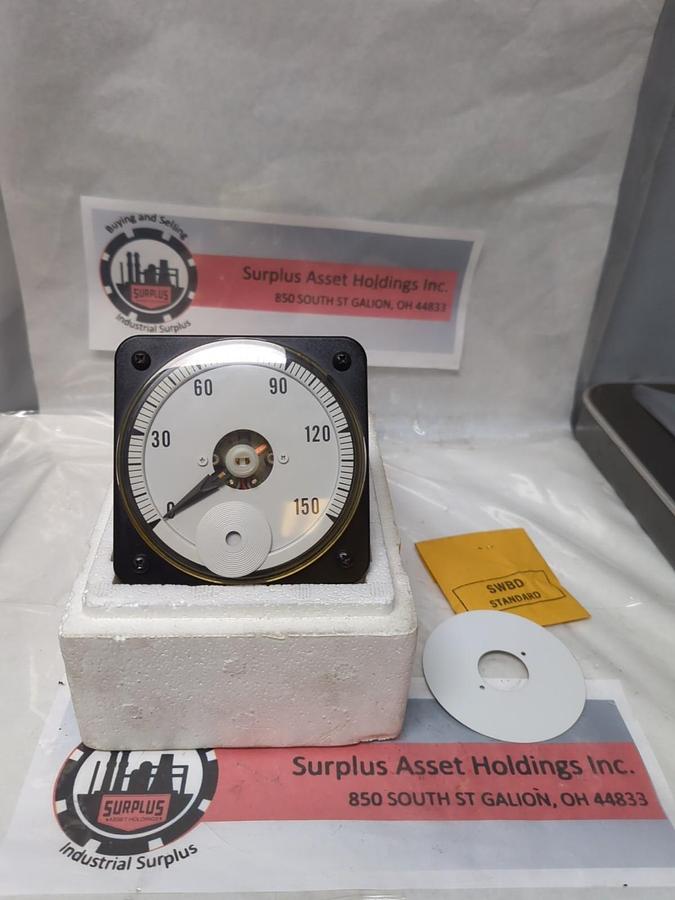 Buying and Selling
SURPLUS
Industrial Surplus
Surplus Asset Holdings Inc.
850 SOUTH ST GALION, OH 44833
0
30
60
90
120
150
SWBD
STANDARD
SURPLUS
ASSET HOLDINGS
Industrial Surplus
Surplus Asset Holdings Inc.
850 SOUTH ST GALION, OH 44833